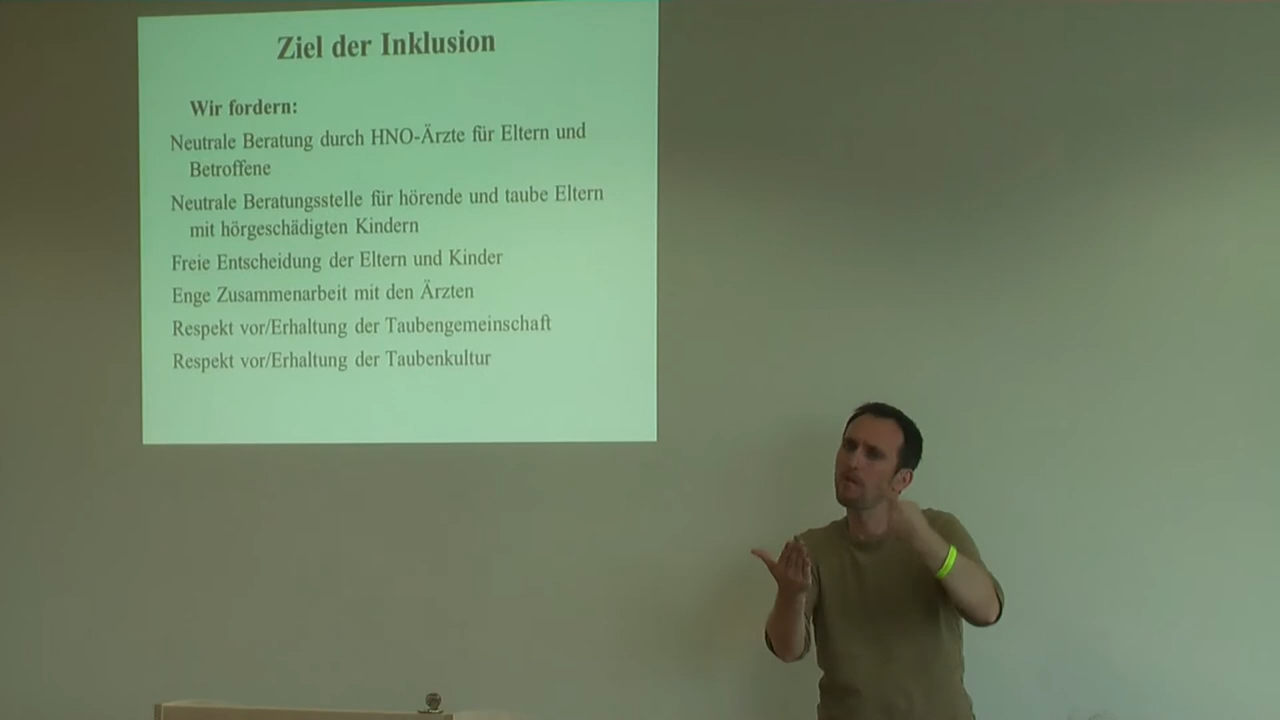 Ziel der Inklusion
Wir fordern:
Neutrale Beratung durch HNO-Ärzte für Eltern und
Betroffene
Neutrale Beratungsstelle für hörende und taube Eltern
mit hörgeschädigten Kindern
Freie Entscheidung der Eltern und Kinder
Enge Zusammenarbeit mit den Ärzten
Respekt vor/Erhaltung der Taubengemeinschaft
Respekt vor/Erhaltung der Taubenkultur